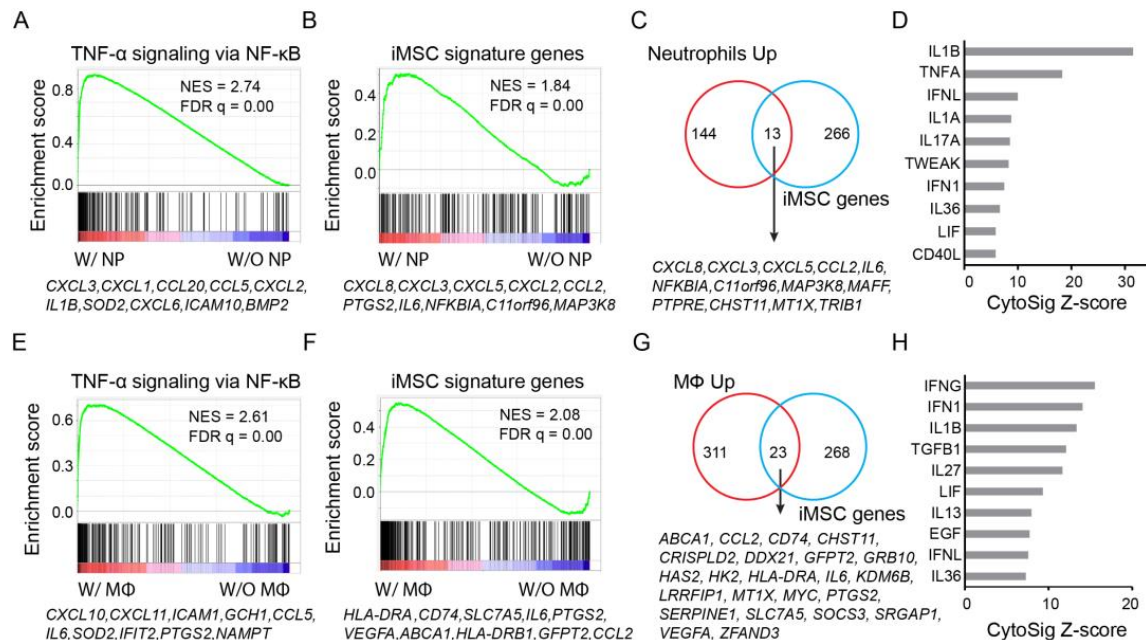 A
TNF-α signaling via NF-κB
Enrichment score
0.8
0.4
0.0
NES = 2.74
FDR q = 0.00
W/ NP
W/O NP
CXCL3,CXCL1,CCL20,CCL5,CXCL2,
IL1B,SOD2,CXCL6,ICAM10,BMP2
B
iMSC signature genes
Enrichment score
0.4
0.2
0.0
NES = 1.84
FDR q = 0.00
W/ NP
W/O NP
CXCL8,CXCL3,CXCL5,CXCL2,CCL2,
PTGS2,IL6,NFKBIA,C11orf96,MAP3K8
C
Neutrophils Up
144
13
266
iMSC genes
CXCL8,CXCL3,CXCL5,CCL2,IL6,
NFKBIA,C11orf96,MAP3K8,MAFF,
PTPRE,CHST11,MT1X,TRIB1
D
IL1B
TNFA
IFNL
IL1A
IL17A
TWEAK
IFN1
IL36
LIF
CD40L
0
10
20
30
CytoSig Z-score
E
TNF-α signaling via NF-κB
Enrichment score
0.6
0.3
0.0
NES = 2.61
FDR q = 0.00
W/ MΦ
W/O MΦ
CXCL10,CXCL11,ICAM1,GCH1,CCL5,
IL6,SOD2,IFIT2,PTGS2,NAMPT
F
iMSC signature genes
Enrichment score
0.4
0.2
0.0
NES = 2.08
FDR q = 0.00
W/ MΦ
W/O MΦ
HLA-DRA,CD74,SLC7A5,IL6,PTGS2,
VEGFA,ABCA1,HLA-DRB1,GFPT2,CCL2
G
MΦ Up
311
23
268
iMSC genes
ABCA1, CCL2, CD74, CHST11,
CRISPLD2, DDX21, GFPT2, GRB10,
HAS2, HK2, HLA-DRA, IL6, KDM6B,
LRRFIP1, MT1X, MYC, PTGS2,
SERPINE1, SLC7A5, SOCS3, SRGAP1,
VEGFA, ZFAND3
H
IFNG
IFN1
IL1B
TGFB1
IL27
LIF
IL13
EGF
IFNL
IL36
0
10
20
CytoSig Z-score